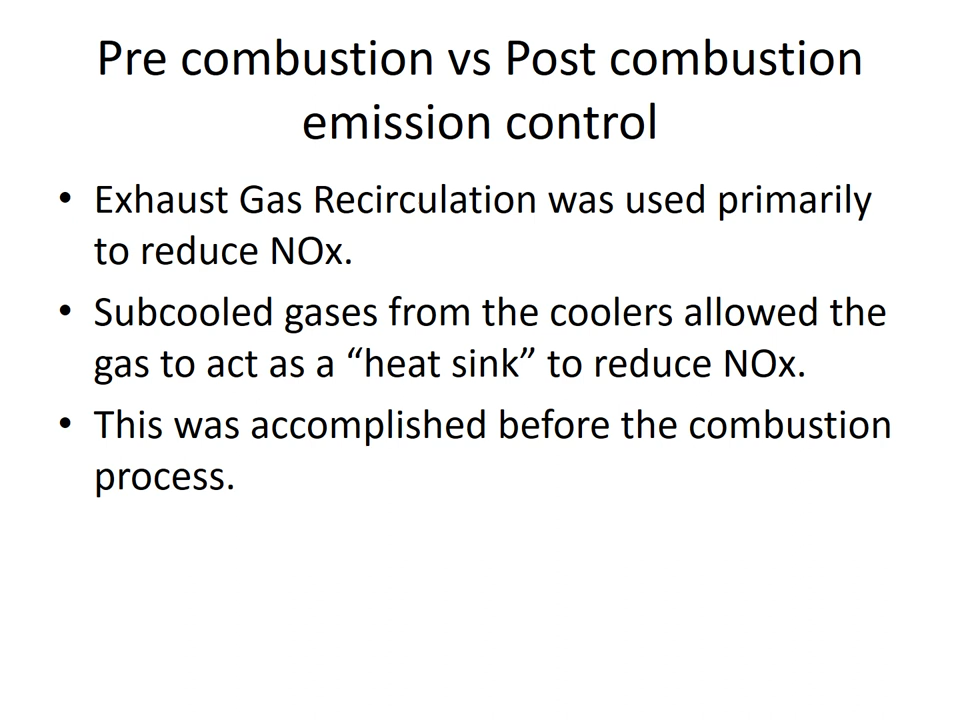 Pre combustion vs Post combustion
emission control
• Exhaust Gas Recirculation was used primarily
to reduce NOx.
• Subcooled gases from the coolers allowed the
gas to act as a “heat sink” to reduce NOx.
• This was accomplished before the combustion
process.